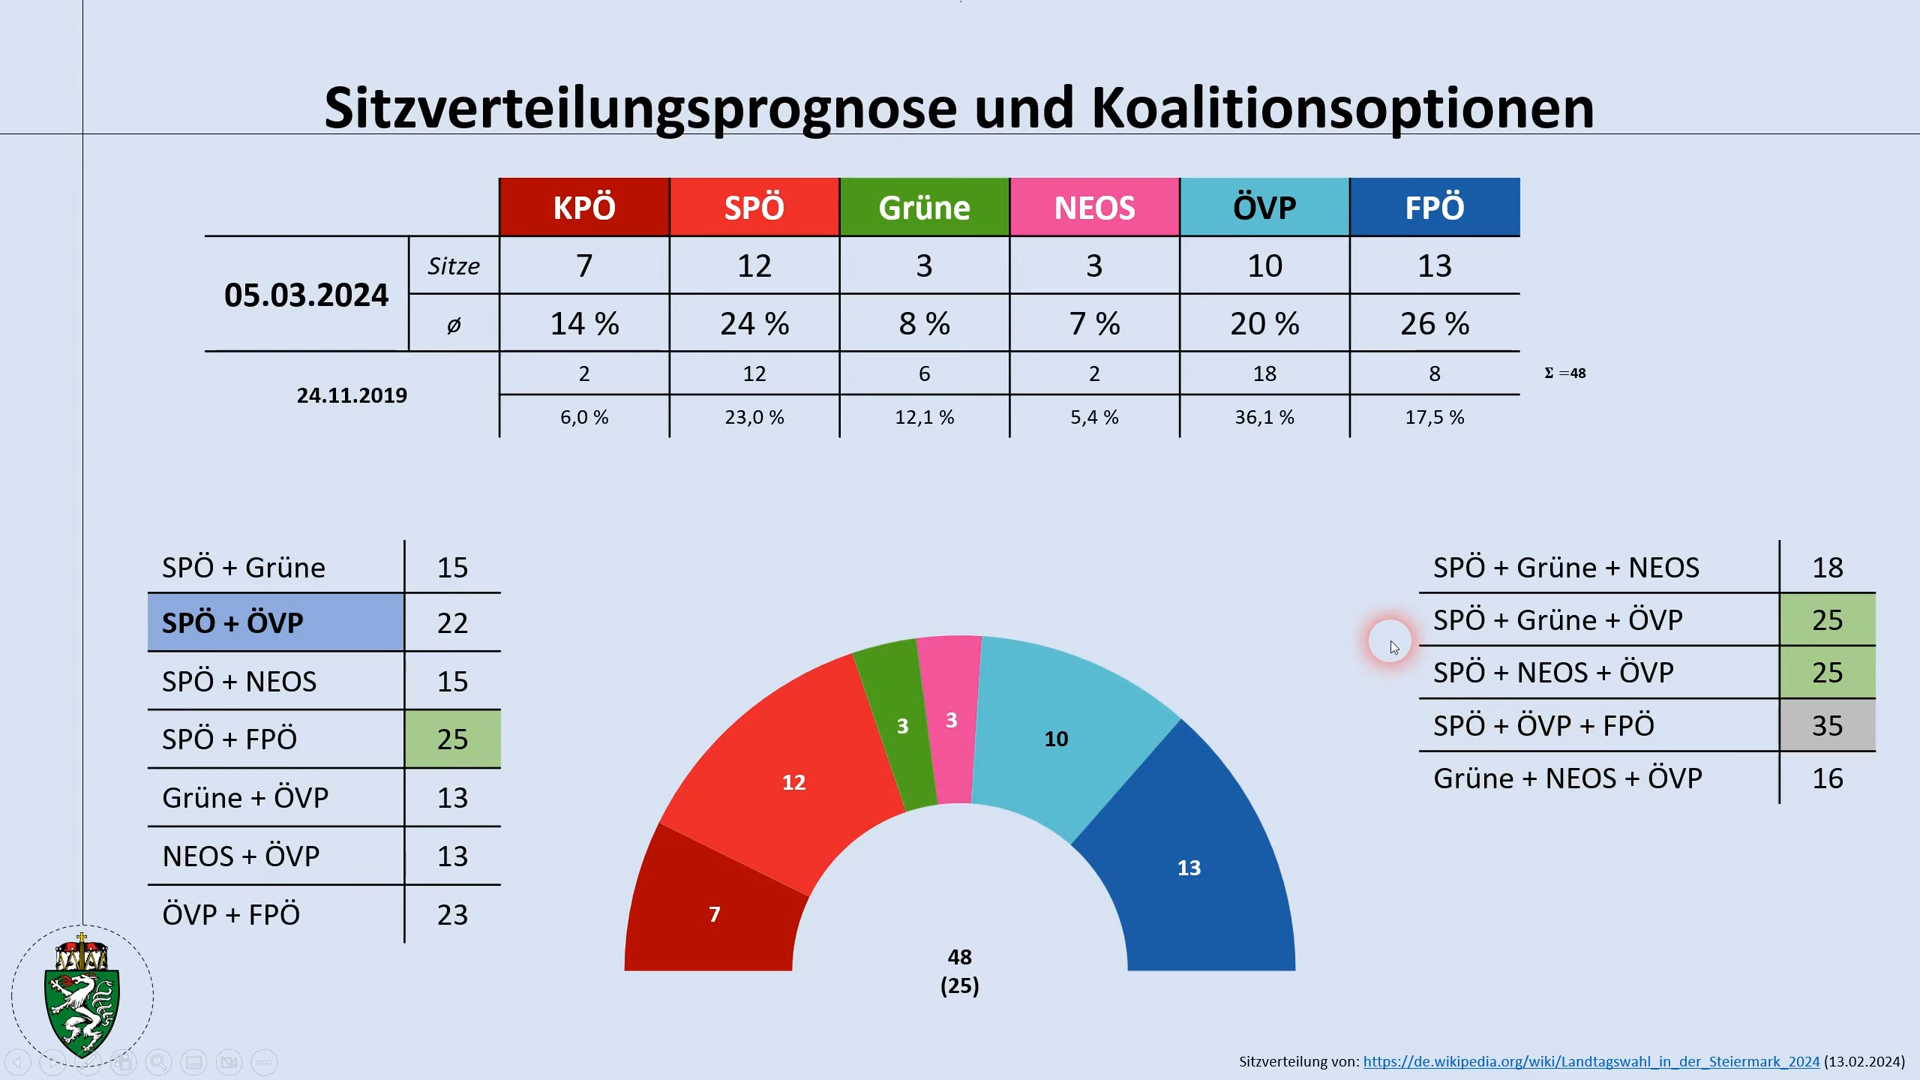 Sitzverteilungsprognose und Koalitionsoptionen
KPÖ SPÖ Grüne NEOS ÖVP FPÖ
05.03.2024 Sitze 7 12 3 3 10 13
ø 14 % 24 % 8 % 7 % 20 % 26 %
24.11.2019 2 12 6 2 18 8 Σ =48
6,0 % 23,0 % 12,1 % 5,4 % 36,1 % 17,5 %
SPÖ + Grüne 15
SPÖ + ÖVP 22
SPÖ + NEOS 15
SPÖ + FPÖ 25
Grüne + ÖVP 13
NEOS + ÖVP 13
ÖVP + FPÖ 23
7
12
3
3
10
13
48
(25)
SPÖ + Grüne + NEOS 18
SPÖ + Grüne + ÖVP 25
SPÖ + NEOS + ÖVP 25
SPÖ + ÖVP + FPÖ 35
Grüne + NEOS + ÖVP 16
Sitzverteilung von: https://de.wikipedia.org/wiki/Landtagswahl_in_der_Steiermark_2024 (13.02.2024)